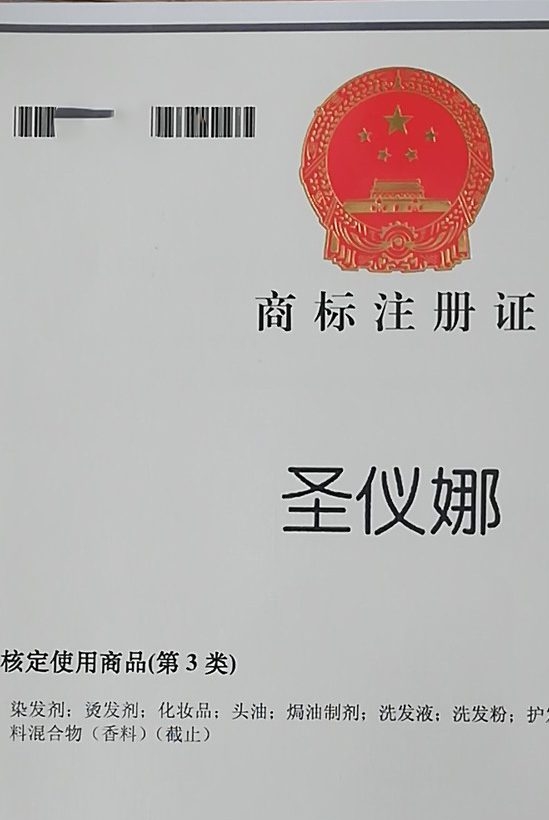 商标注册证
圣仪娜
核定使用商品(第3类)
染发剂；烫发剂；化妆品；头油；焗油制剂；洗发液；洗发粉；护
料混合物（香料）（截止）